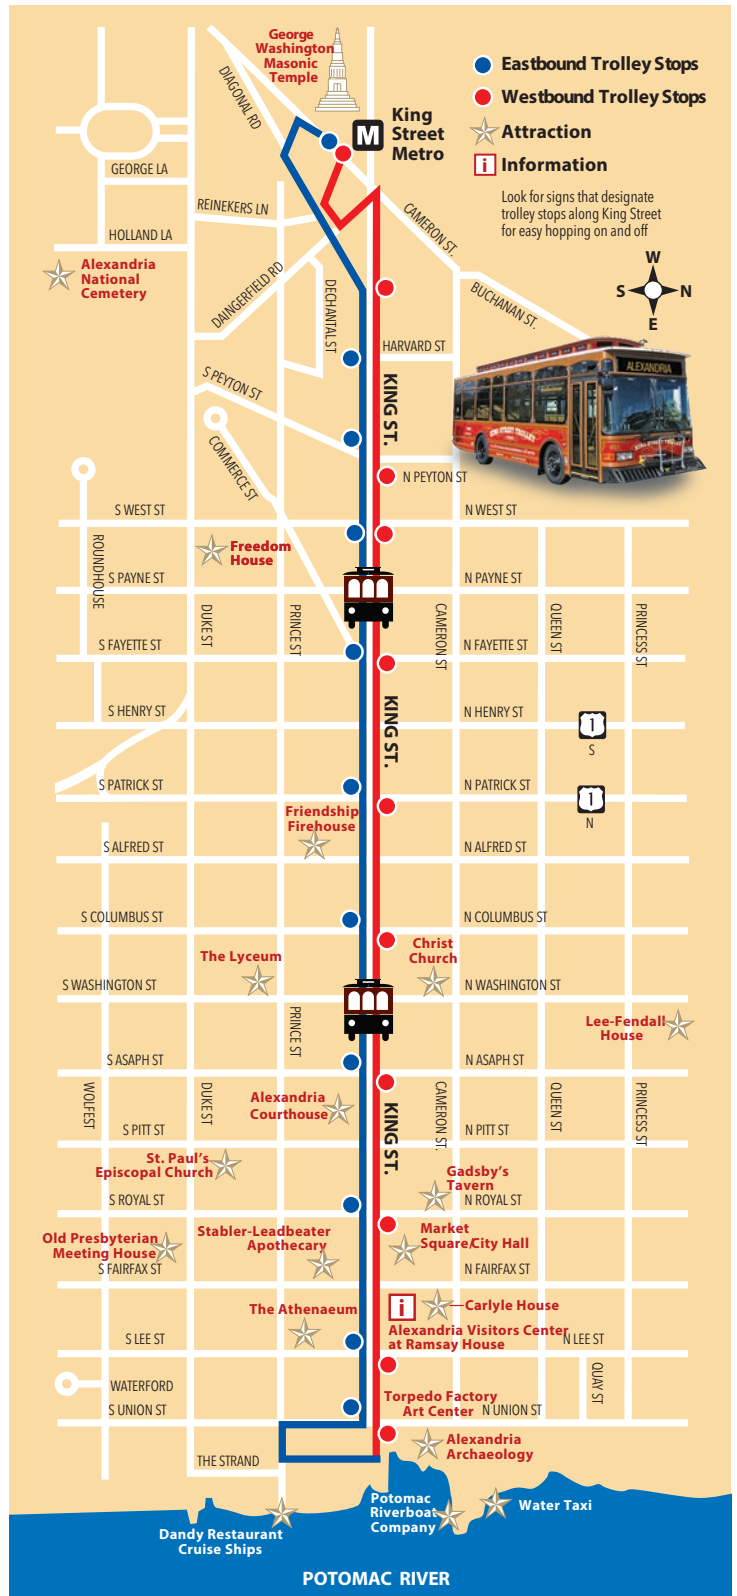 George
Washington
Masonic
Temple
Eastbound Trolley Stops
Westbound Trolley Stops
Attraction
i Information
Look for signs that designate
trolley stops along King Street
for easy hopping on and off
W
S N
E
M
King
Street
Metro
DIAGONAL RD
GEORGE LA
REINEKERS LN
HOLLAND LA
CAMERON ST.
Alexandria
National
Cemetery
DAINGERFIELD RD
DECHANTAL ST
BUCHANAN ST.
HARVARD ST
ALEXANDRIA
KING STREET TROLLEY
S PEYTON ST
KING ST.
COMMERCE ST
N PEYTON ST
S WEST ST
N WEST ST
ROUNDHOUSE
Freedom
House
S PAYNE ST
N PAYNE ST
DUKE ST
PRINCE ST
CAMERON ST
QUEEN ST
PRINCESS ST
S FAYETTE ST
N FAYETTE ST
S HENRY ST
N HENRY ST
KING ST.
1
S
S PATRICK ST
N PATRICK ST
1
N
Friendship
Firehouse
S ALFRED ST
N ALFRED ST
S COLUMBUS ST
N COLUMBUS ST
The Lyceum
Christ
Church
S WASHINGTON ST
N WASHINGTON ST
PRINCE ST
Lee-Fendall
House
S ASAPH ST
N ASAPH ST
WOLFEST
DUKE ST
Alexandria
Courthouse
KING ST.
CAMERON ST.
QUEEN ST
PRINCESS ST
S PITT ST
N PITT ST
St. Paul's
Episcopal Church
Gadsby's
Tavern
S ROYAL ST
N ROYAL ST
Old Presbyterian
Meeting House
Stabler-Leadbeater
Apothecary
Market
Square/City Hall
S FAIRFAX ST
N FAIRFAX ST
The Athenaeum
i
Carlyle House
Alexandria Visitors Center
at Ramsay House
S LEE ST
N LEE ST
WATERFORD
QUAY ST
Torpedo Factory
Art Center
S UNION ST
N UNION ST
Alexandria
Archaeology
THE STRAND
Dandy Restaurant
Cruise Ships
Potomac
Riverboat
Company
Water Taxi
POTOMAC RIVER